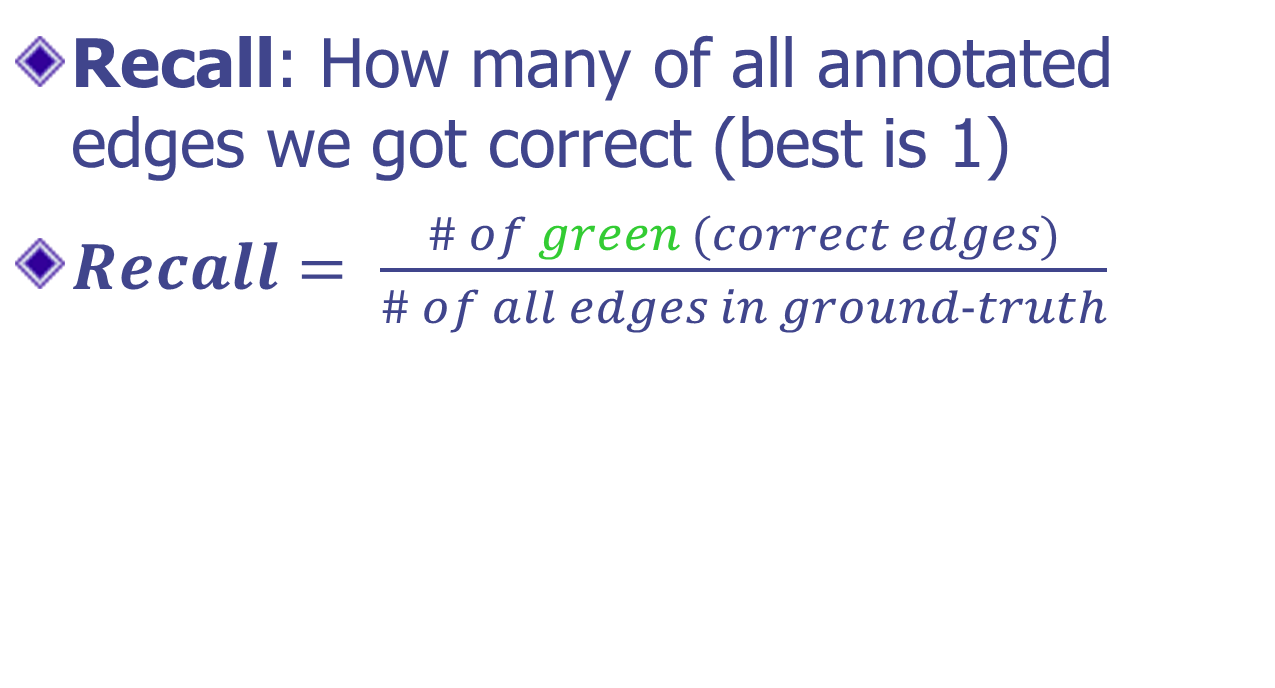 Recall: How many of all annotated
edges we got correct (best is 1)
# of green (correct edges)
Recall =
# of all edges in ground-truth